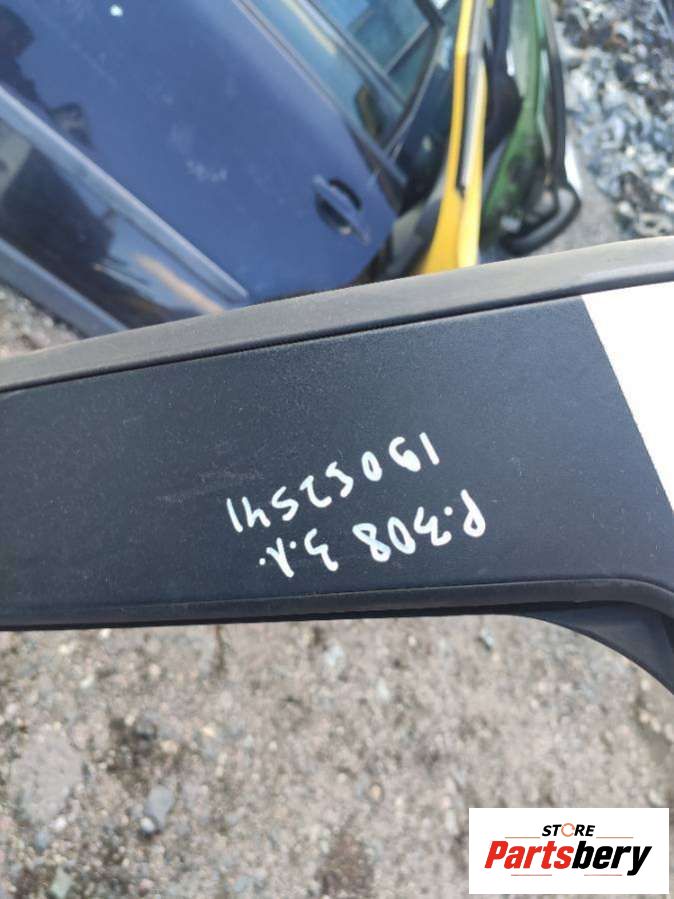 P.308 З.Л.
19052541
STORE
Partsbery